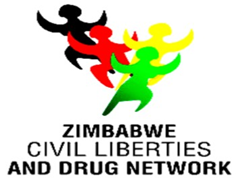 ZIMBABWE
CIVIL LIBERTIES
AND DRUG NETWORK